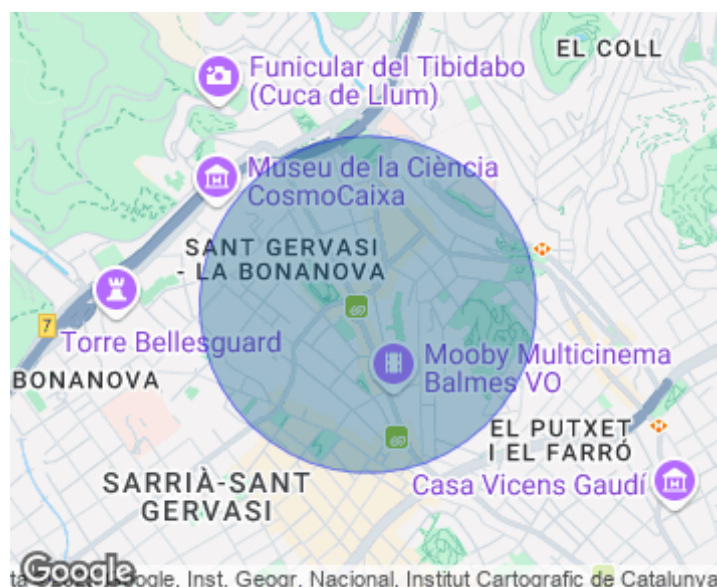 EL COLL
Funicular del Tibidabo
(Cuca de Llum)
Museu de la Ciència
CosmoCaixa
SANT GERVASI
- LA BONANOVA
7
Torre Bellesguard
BONANOVA
Mooby Multicinema
Balmes VO
EL PUTXET
I EL FARRÓ
SARRIÀ-SANT
GERVASI
Casa Vicens Gaudí
Google
Google, Inst. Geogr. Nacional, Institut Cartogràfic de Catalunya